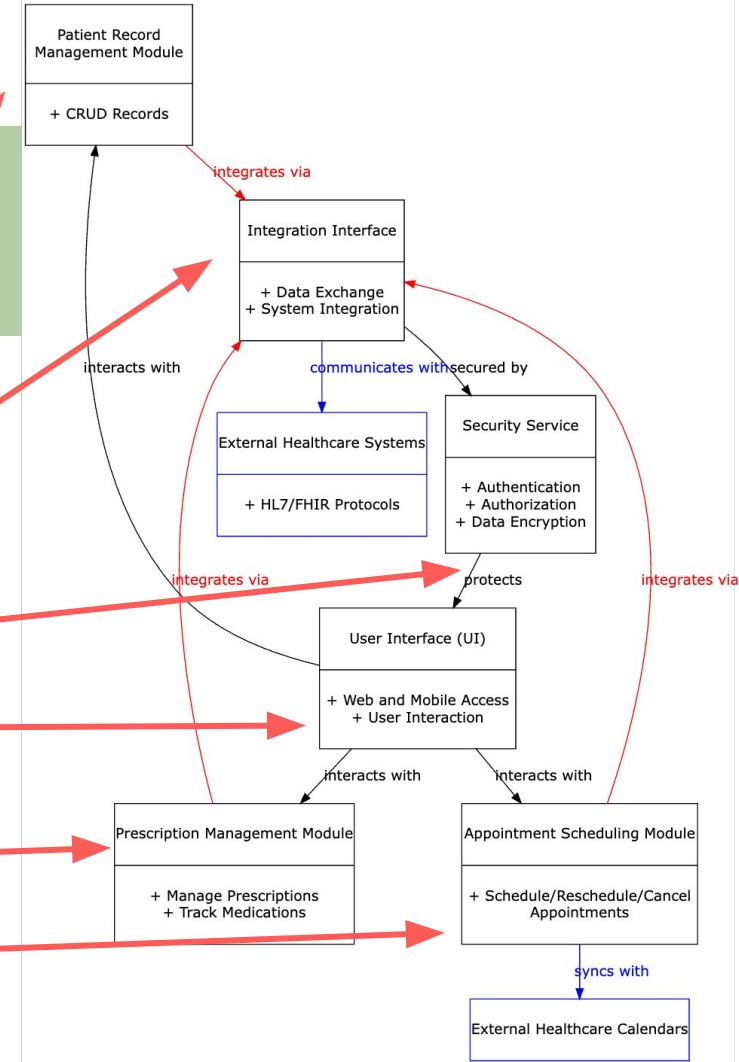 Patient Record
Management Module
+ CRUD Records
integrates via
Integration Interface
+ Data Exchange
+ System Integration
interacts with
communicates with
secured by
External Healthcare Systems
+ HL7/FHIR Protocols
Security Service
+ Authentication
+ Authorization
+ Data Encryption
integrates via
protects
integrates via
User Interface (UI)
+ Web and Mobile Access
+ User Interaction
interacts with
interacts with
Prescription Management Module
+ Manage Prescriptions
+ Track Medications
Appointment Scheduling Module
+ Schedule/Reschedule/Cancel
Appointments
syncs with
External Healthcare Calendars